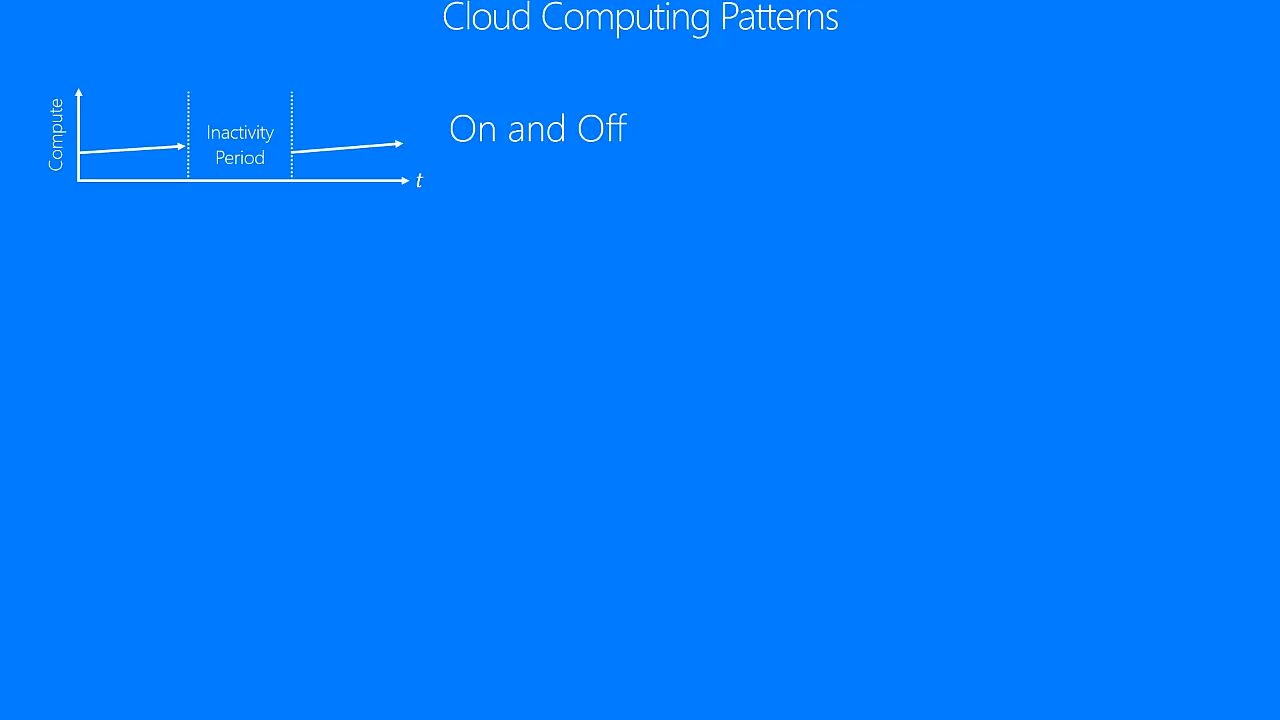 Cloud Computing Patterns
Compute
Inactivity
Period
t
On and Off